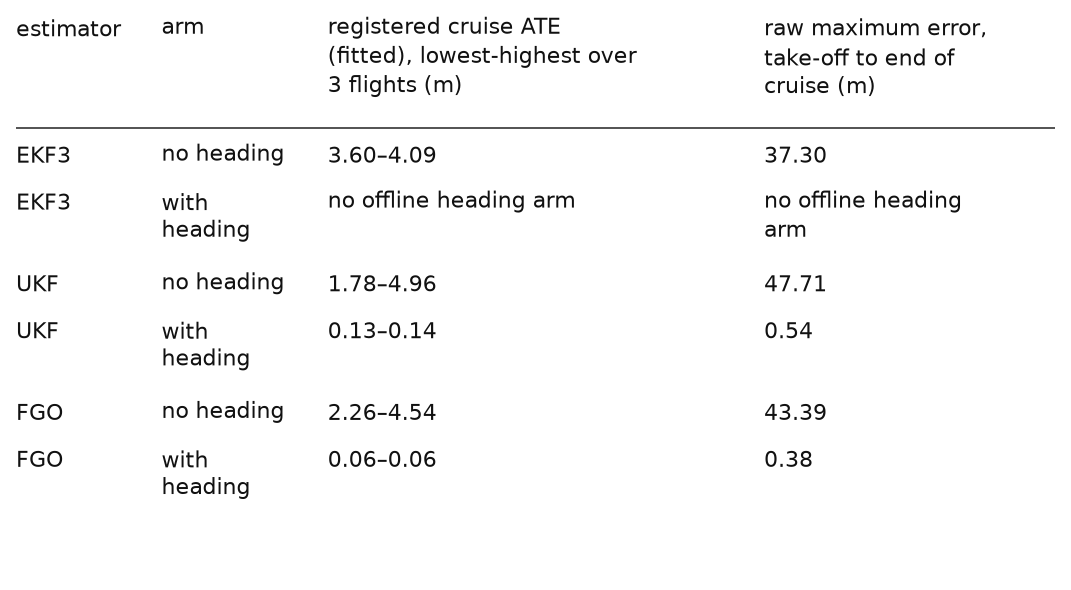 estimator arm registered cruise ATE (fitted), lowest-highest over 3 flights (m) raw maximum error, take-off to end of cruise (m)
EKF3 no heading 3.60–4.09 37.30
EKF3 with heading no offline heading arm no offline heading arm
UKF no heading 1.78–4.96 47.71
UKF with heading 0.13–0.14 0.54
FGO no heading 2.26–4.54 43.39
FGO with heading 0.06–0.06 0.38